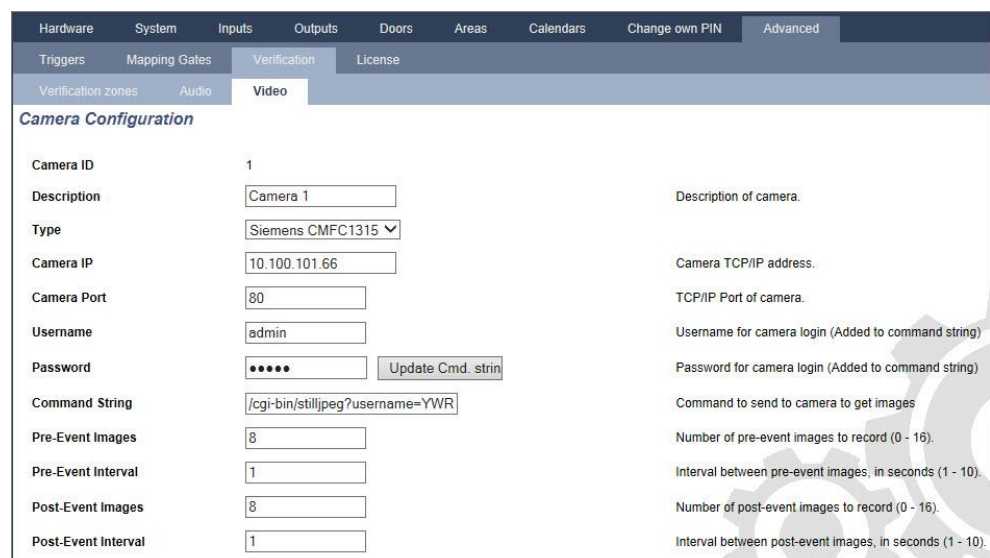 Hardware System Inputs Outputs Doors Areas Calendars Change own PIN Advanced
Triggers Mapping Gates Verification License
Verification zones Audio Video
Camera Configuration
Camera ID 1
Description Camera 1 Description of camera.
Type Siemens CMFC1315
Camera IP 10.100.101.66 Camera TCP/IP address.
Camera Port 80 TCP/IP Port of camera.
Username admin Username for camera login (Added to command string)
Password ••••• Update Cmd. strin Password for camera login (Added to command string)
Command String /cgi-bin/stilljpeg?username=YWR Command to send to camera to get images
Pre-Event Images 8 Number of pre-event images to record (0 - 16).
Pre-Event Interval 1 Interval between pre-event images, in seconds (1 - 10).
Post-Event Images 8 Number of post-event images to record (0 - 16).
Post-Event Interval 1 Interval between post-event images, in seconds (1 - 10).